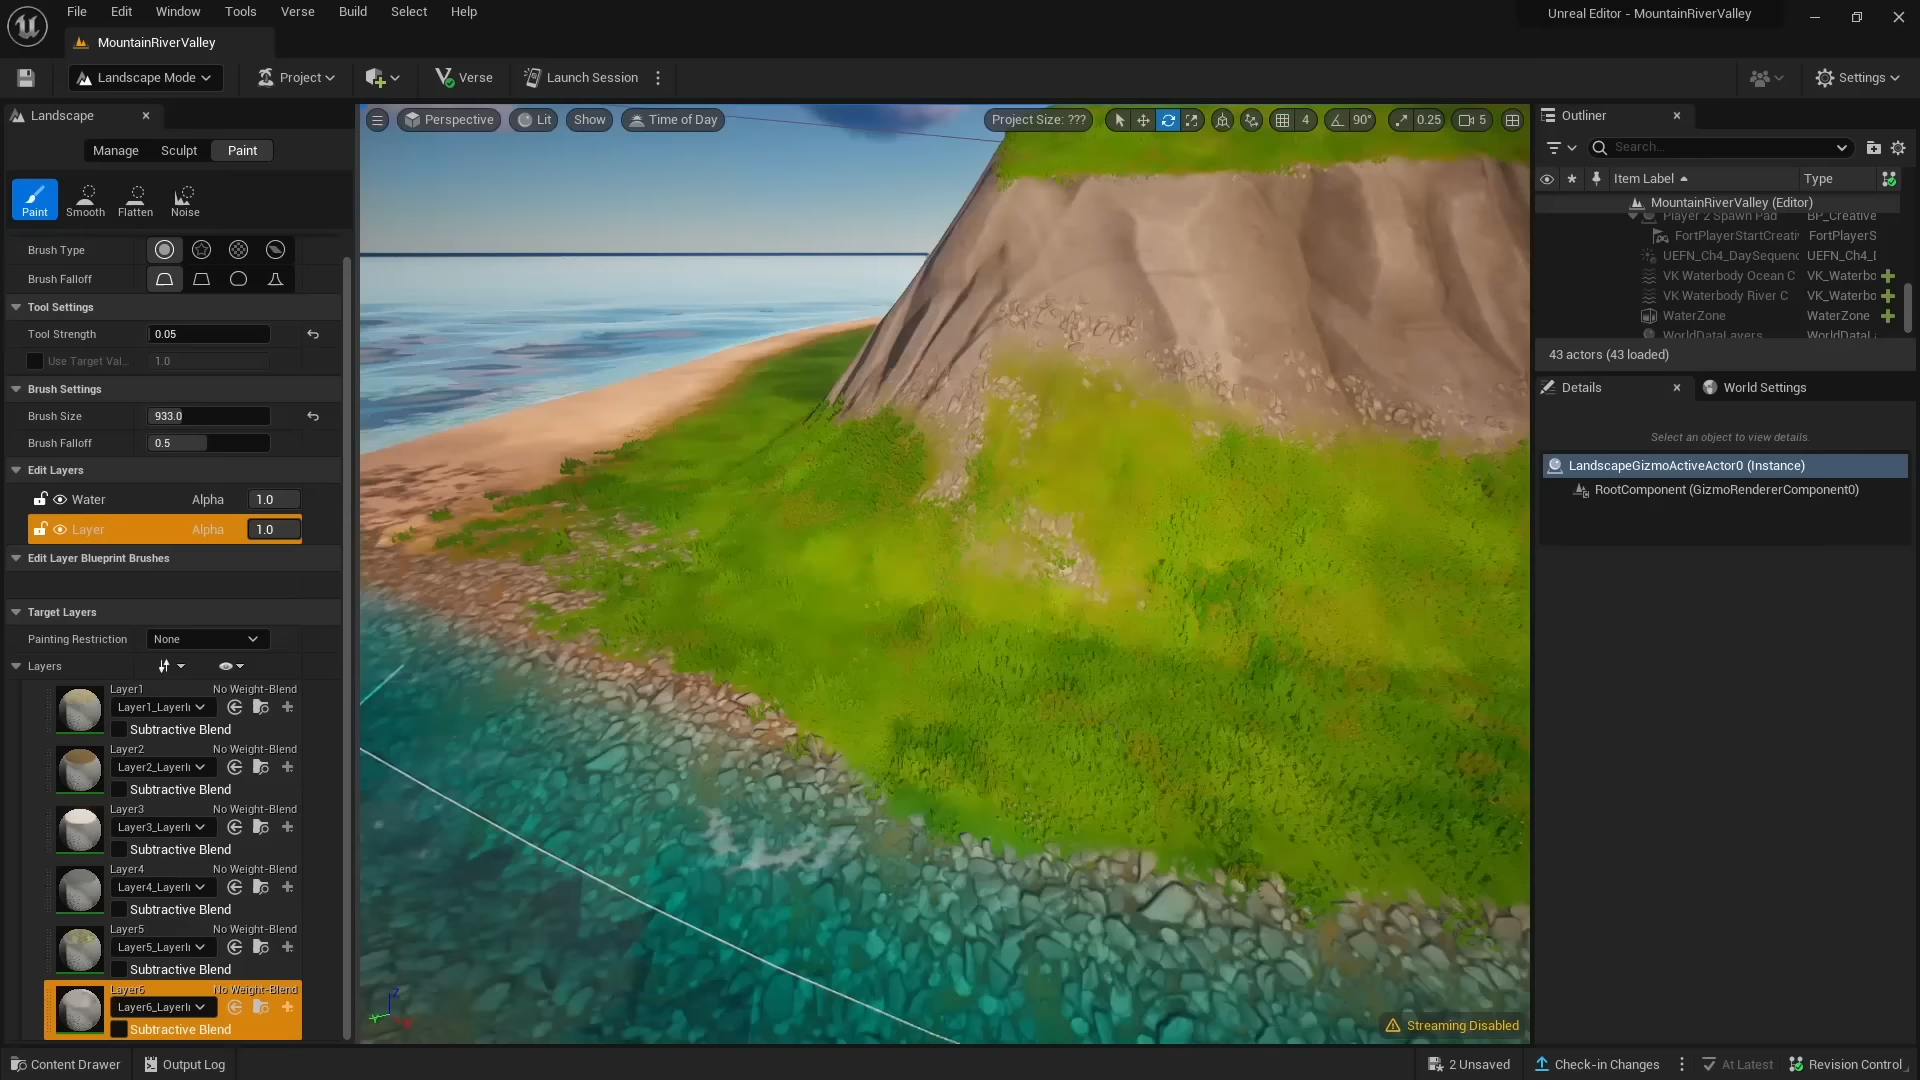 File Edit Window Tools Verse Build Select Help
Unreal Editor - MountainRiverValley
MountainRiverValley
Landscape Mode
Project
Verse
Launch Session
Settings
Landscape
Manage Sculpt Paint
Paint Smooth Flatten Noise
Brush Type
Brush Falloff
Tool Settings
Tool Strength 0.05
Use Target Val... 1.0
Brush Settings
Brush Size 933.0
Brush Falloff 0.5
Edit Layers
Water Alpha 1.0
Layer Alpha 1.0
Edit Layer Blueprint Brushes
Target Layers
Painting Restriction None
Layers
Layer1 No Weight-Blend
Layer1_LayerI
Subtractive Blend
Layer2 No Weight-Blend
Layer2_LayerI
Subtractive Blend
Layer3 No Weight-Blend
Layer3_LayerI
Subtractive Blend
Layer4 No Weight-Blend
Layer4_LayerI
Subtractive Blend
Layer5 No Weight-Blend
Layer5_LayerI
Subtractive Blend
Layer6 No Weight-Blend
Layer6_LayerI
Subtractive Blend
Perspective Lit Show Time of Day
Project Size: ??? 4 90° 0.25 5
Z
Streaming Disabled
Outliner
Search...
Item Label Type
MountainRiverValley (Editor)
Player 2 Spawn Pad BP_Creative
FortPlayerStartCreati FortPlayerS
UEFN_Ch4_DaySequenc UEFN_Ch4_
VK Waterbody Ocean C VK_Waterbo
VK Waterbody River C VK_Waterbo
WaterZone WaterZone
WorldDataLayers WorldDataL
43 actors (43 loaded)
Details World Settings
Select an object to view details.
LandscapeGizmoActiveActor0 (Instance)
RootComponent (GizmoRendererComponent0)
Content Drawer Output Log
2 Unsaved Check-in Changes At Latest Revision Control